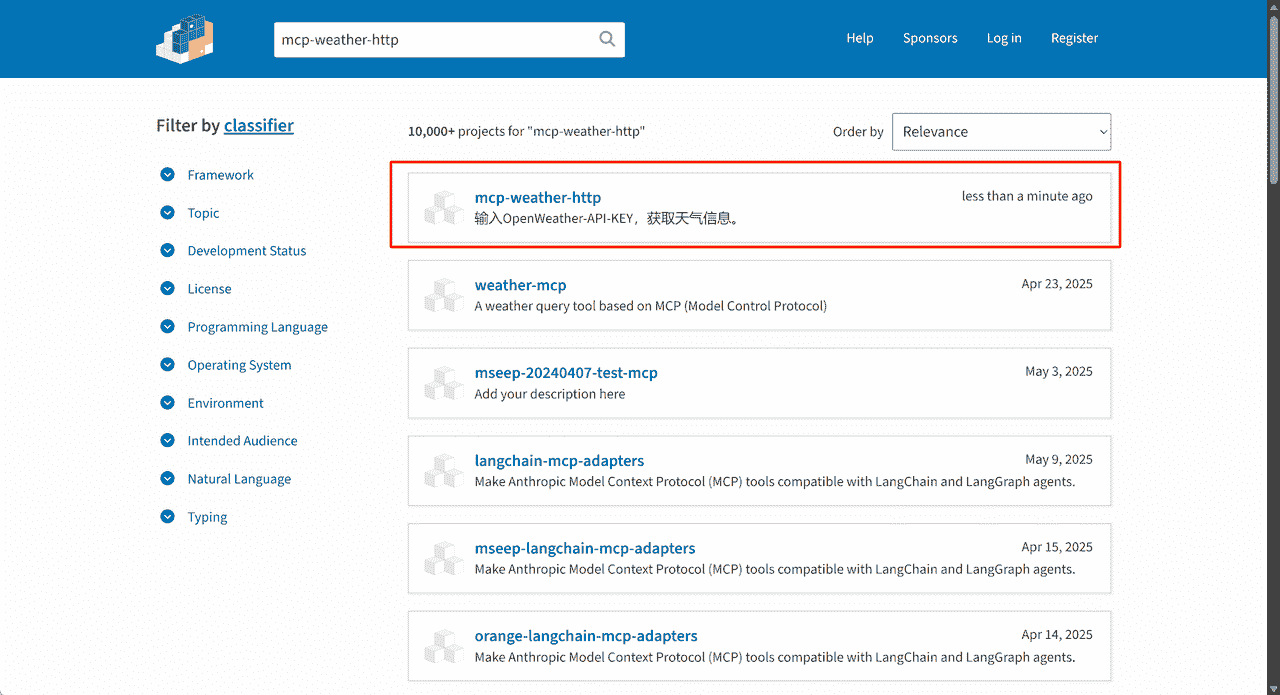 mcp-weather-http
Help Sponsors Log in Register
Filter by classifier
Framework
Topic
Development Status
License
Programming Language
Operating System
Environment
Intended Audience
Natural Language
Typing
10,000+ projects for "mcp-weather-http"
Order by Relevance
mcp-weather-http less than a minute ago
输入OpenWeather-API-KEY，获取天气信息。
weather-mcp Apr 23, 2025
A weather query tool based on MCP (Model Control Protocol)
mseep-20240407-test-mcp May 3, 2025
Add your description here
langchain-mcp-adapters May 9, 2025
Make Anthropic Model Context Protocol (MCP) tools compatible with LangChain and LangGraph agents.
mseep-langchain-mcp-adapters Apr 15, 2025
Make Anthropic Model Context Protocol (MCP) tools compatible with LangChain and LangGraph agents.
orange-langchain-mcp-adapters Apr 14, 2025
Make Anthropic Model Context Protocol (MCP) tools compatible with LangChain and LangGraph agents.